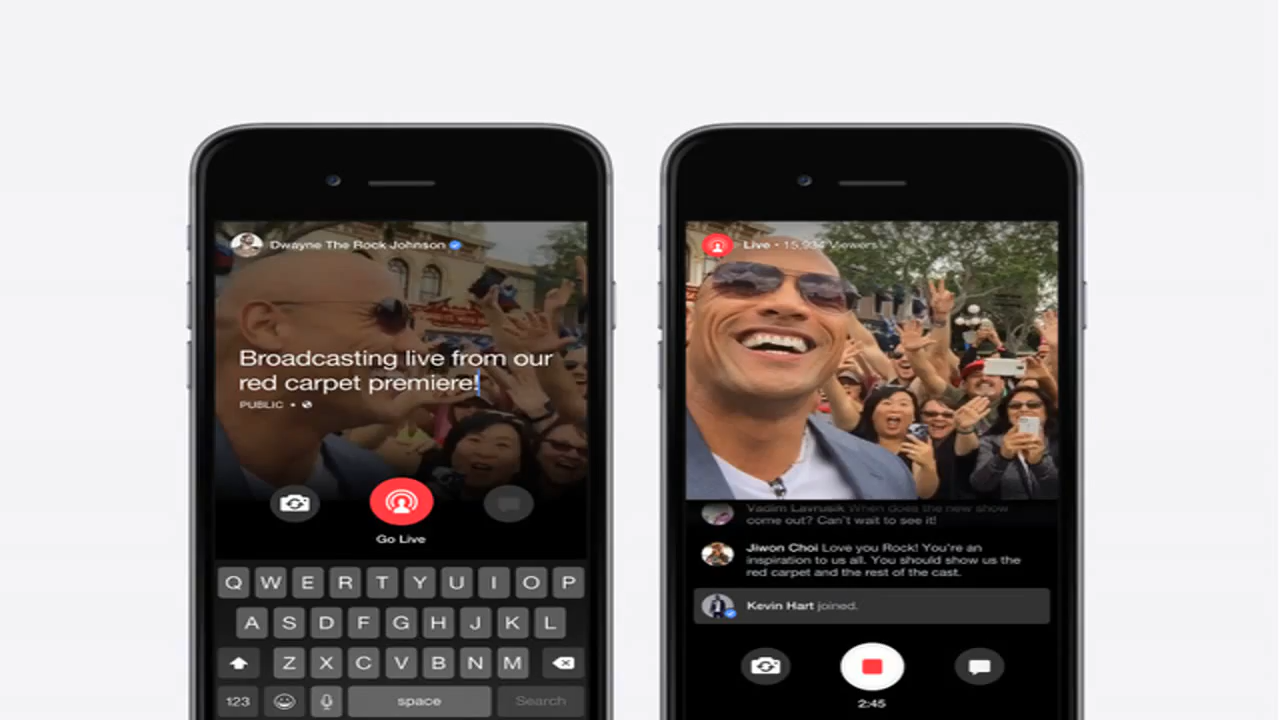 Dwayne The Rock Johnson
Broadcasting live from our
red carpet premiere!
PUBLIC •
Go Live
Q W E R T Y U I O P
A S D F G H J K L
Z X C V B N M
123 space Search
Live • 15,934 Viewers
Vadim Lavrusik When does the new show
come out? Can't wait to see it!
Jiwon Choi Love you Rock! You're an
inspiration to us all. You should show us the
red carpet and the rest of the cast.
Kevin Hart joined.
2:45